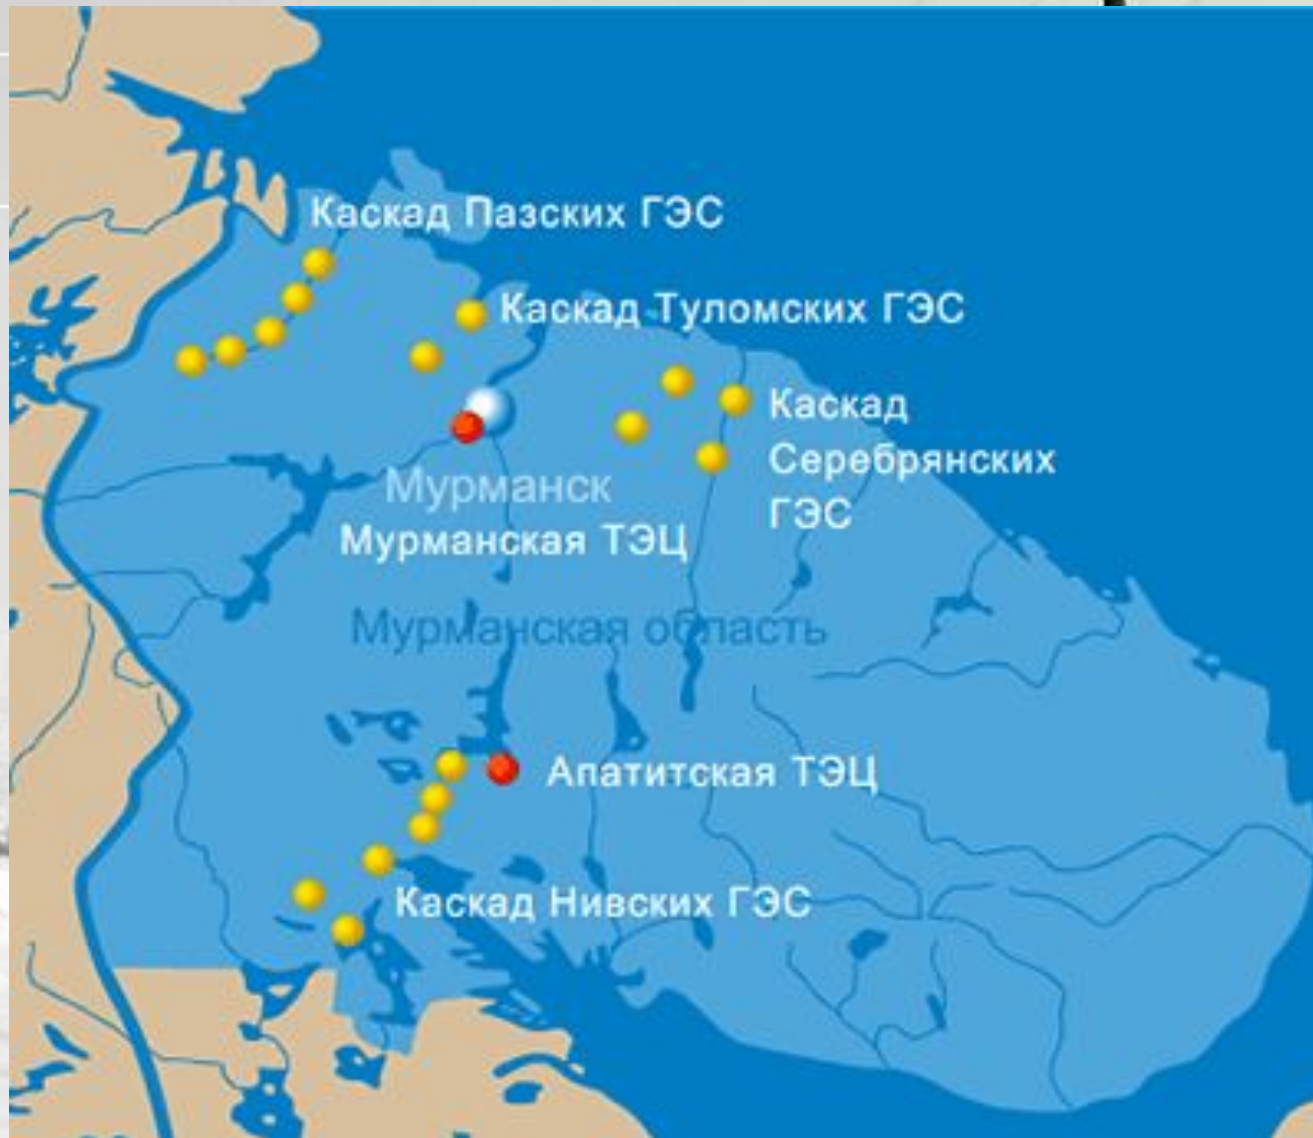 Каскад Пазских ГЭС
Каскад Туломских ГЭС
Каскад
Серебрянских
ГЭС
Мурманск
Мурманская ТЭЦ
Мурманская область
Апатитская ТЭЦ
Каскад Нивских ГЭС